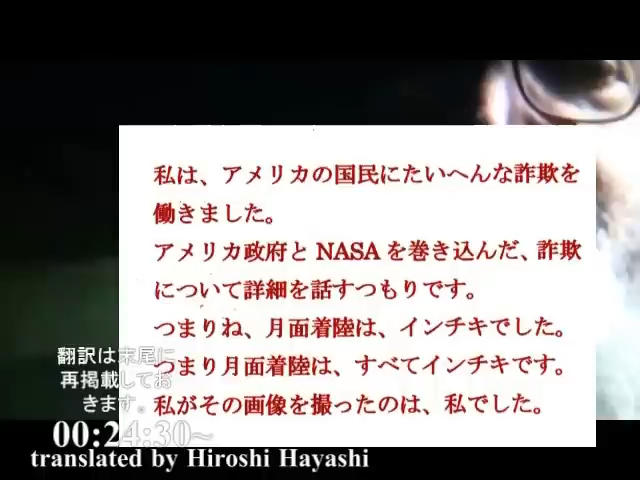 私は、アメリカの国民にたいへんな詐欺を
働きました。
アメリカ政府と NASA を巻き込んだ、詐欺
について詳細を話すつもりです。
つまりね、月面着陸は、インチキでした。
つまり月面着陸は、すべてインチキです。
私がその画像を撮ったのは、私でした。
翻訳は末尾に
再掲載してお
きます。
00:24:30~
translated by Hiroshi Hayashi